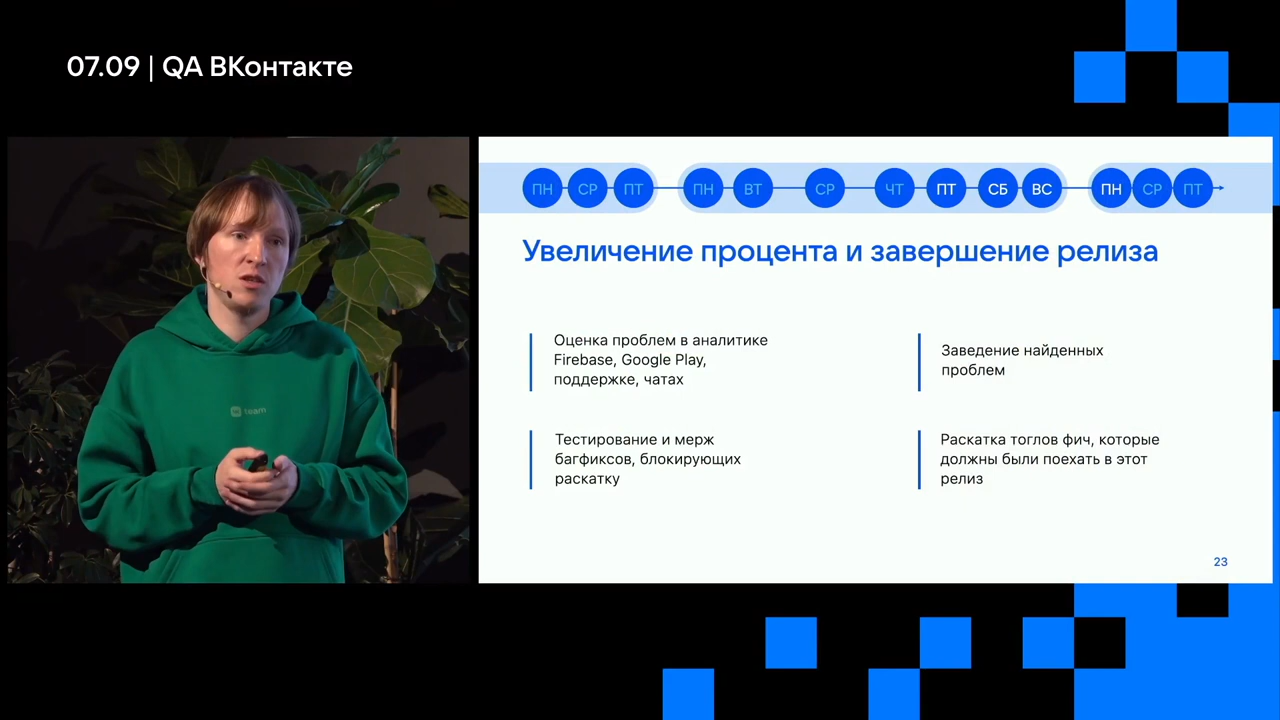 07.09 | QA ВКонтакте
ПН СР ПТ ПН ВТ СР ЧТ ПТ СБ ВС ПН СР ПТ
Увеличение процента и завершение релиза
Оценка проблем в аналитике
Firebase, Google Play,
поддержке, чатах
Заведение найденных
проблем
Тестирование и мерж
багфиксов, блокирующих
раскатку
Раскатка тоглов фич, которые
должны были поехать в этот
релиз
23
team